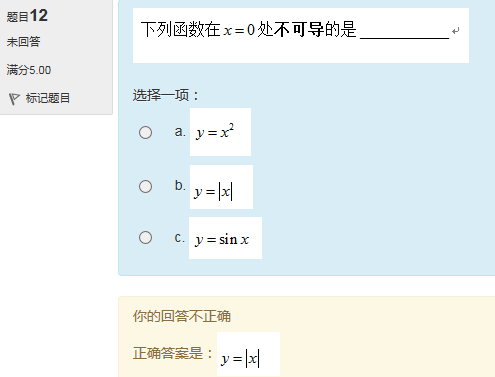 题目12
未回答
满分5.00
标记题目
下列函数在 x = 0 处不可导的是 __________ ↵
选择一项：
a. y = x²
b. y = |x|
c. y = sin x
你的回答不正确
正确答案是： y = |x|